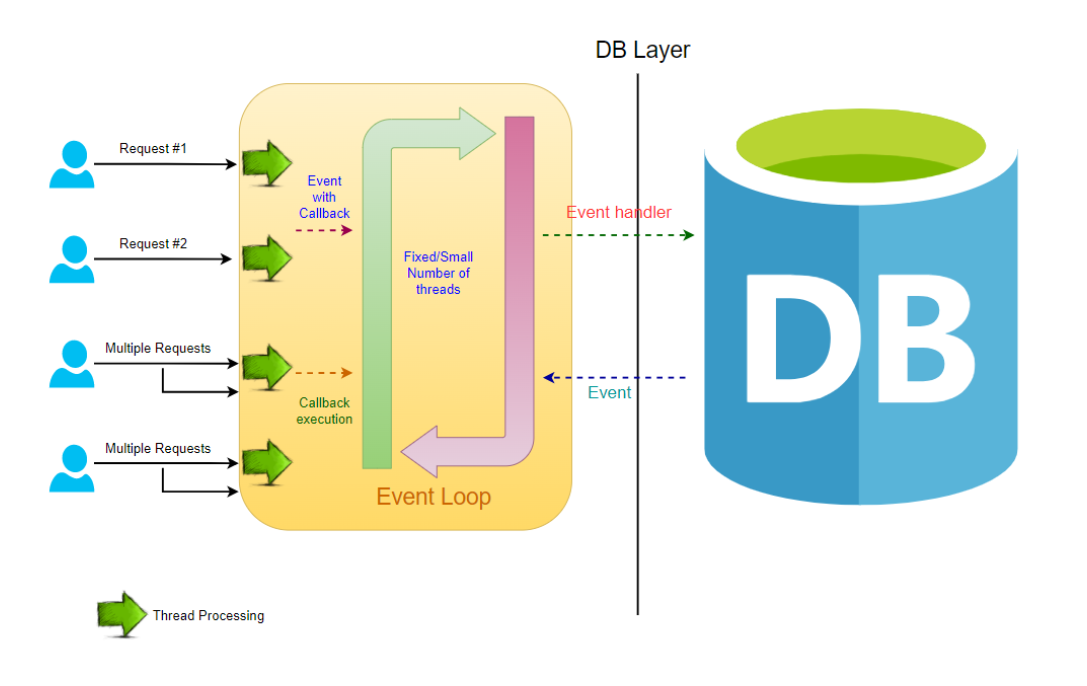 DB Layer
Request #1
Event
with
Callback
Event handler
Request #2
Fixed/Small
Number of
threads
DB
Multiple Requests
Callback
execution
Event
Multiple Requests
Event Loop
Thread Processing